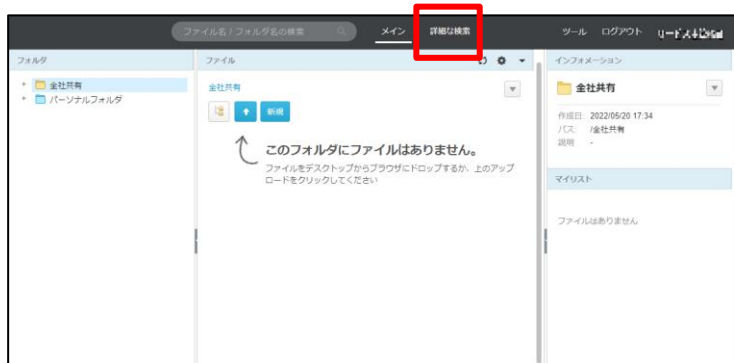 ファイル名 / フォルダ名の検索
メイン
詳細な検索
ツール
ログアウト
フォルダ
全社共有
パーソナルフォルダ
ファイル
全社共有
新規
このフォルダにファイルはありません。
ファイルをデスクトップからブラウザにドロップするか、上のアップ
ロードをクリックしてください
インフォメーション
全社共有
作成日: 2022/05/20 17:34
パス: /全社共有
説明 -
マイリスト
ファイルはありません